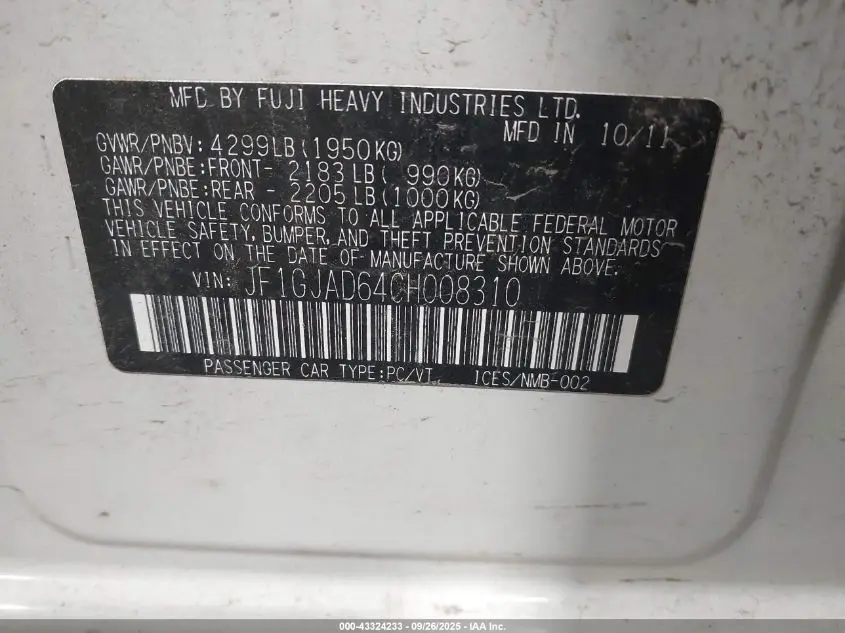 MFD BY FUJI HEAVY INDUSTRIES LTD.
MFD IN 10/11
GVWR/PNBV: 4299LB(1950KG)
GAWR/PNBE:FRONT- 2183LB( 990KG)
GAWR/PNBE:REAR - 2205LB(1000KG)
THIS VEHICLE CONFORMS TO ALL APPLICABLE FEDERAL MOTOR
VEHICLE SAFETY, BUMPER, AND THEFT PREVENTION STANDARDS
IN EFFECT ON THE DATE OF MANUFACTURE SHOWN ABOVE.
VIN: JF1GJAD64CH008310
PASSENGER CAR TYPE:PC/VT ICES/NMB-002
000-43324233 - 09/26/2025 - IAA Inc.